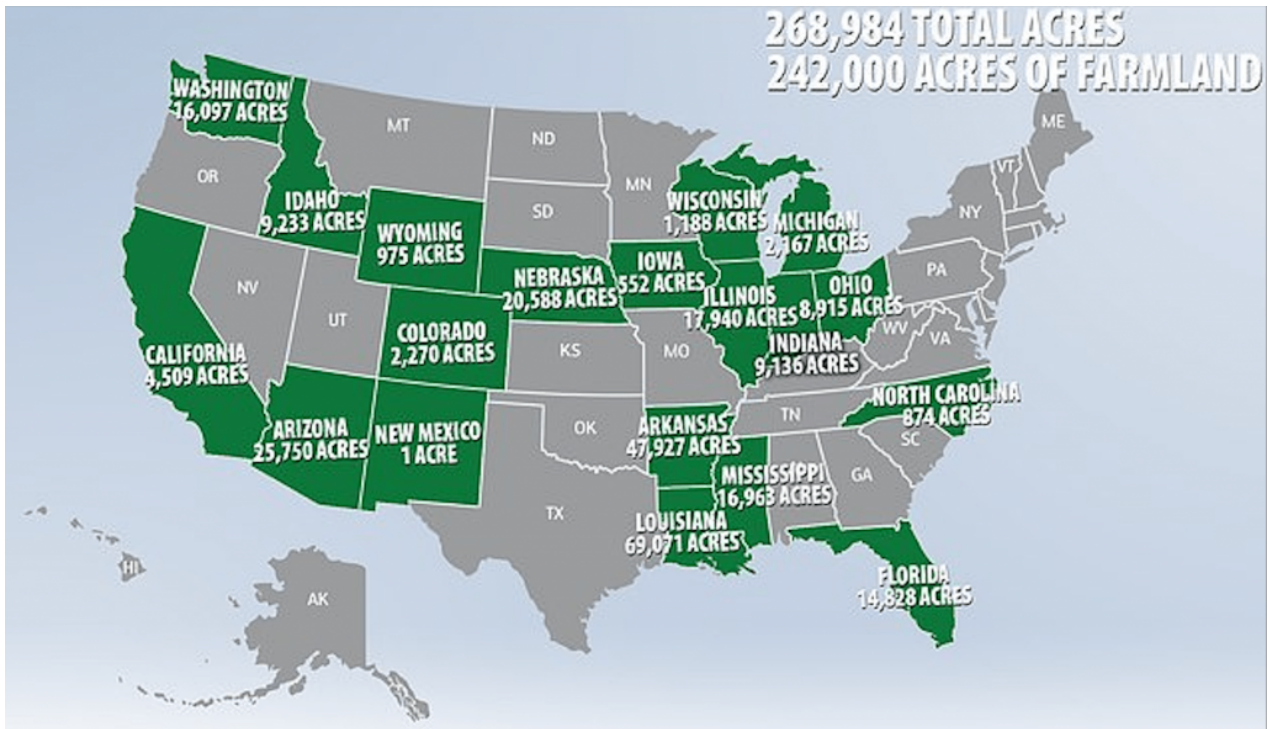 268,984 TOTAL ACRES
242,000 ACRES OF FARMLAND
WASHINGTON
16,097 ACRES
MT
ND
MN
ME
VT
OR
IDAHO
9,233 ACRES
WYOMING
975 ACRES
SD
WISCONSIN
1,188 ACRES
MICHIGAN
2,167 ACRES
NY
PA
NV
UT
NEBRASKA
20,588 ACRES
IOWA
552 ACRES
ILLINOIS
17,940 ACRES
OHIO
8,915 ACRES
INDIANA
9,136 ACRES
WV
VA
CALIFORNIA
4,509 ACRES
COLORADO
2,270 ACRES
KS
MO
NORTH CAROLINA
874 ACRES
ARIZONA
25,750 ACRES
NEW MEXICO
1 ACRE
OK
ARKANSAS
47,927 ACRES
TN
SC
MISSISSIPPI
16,963 ACRES
GA
TX
LOUISIANA
69,071 ACRES
FLORIDA
14,828 ACRES
HI
AK